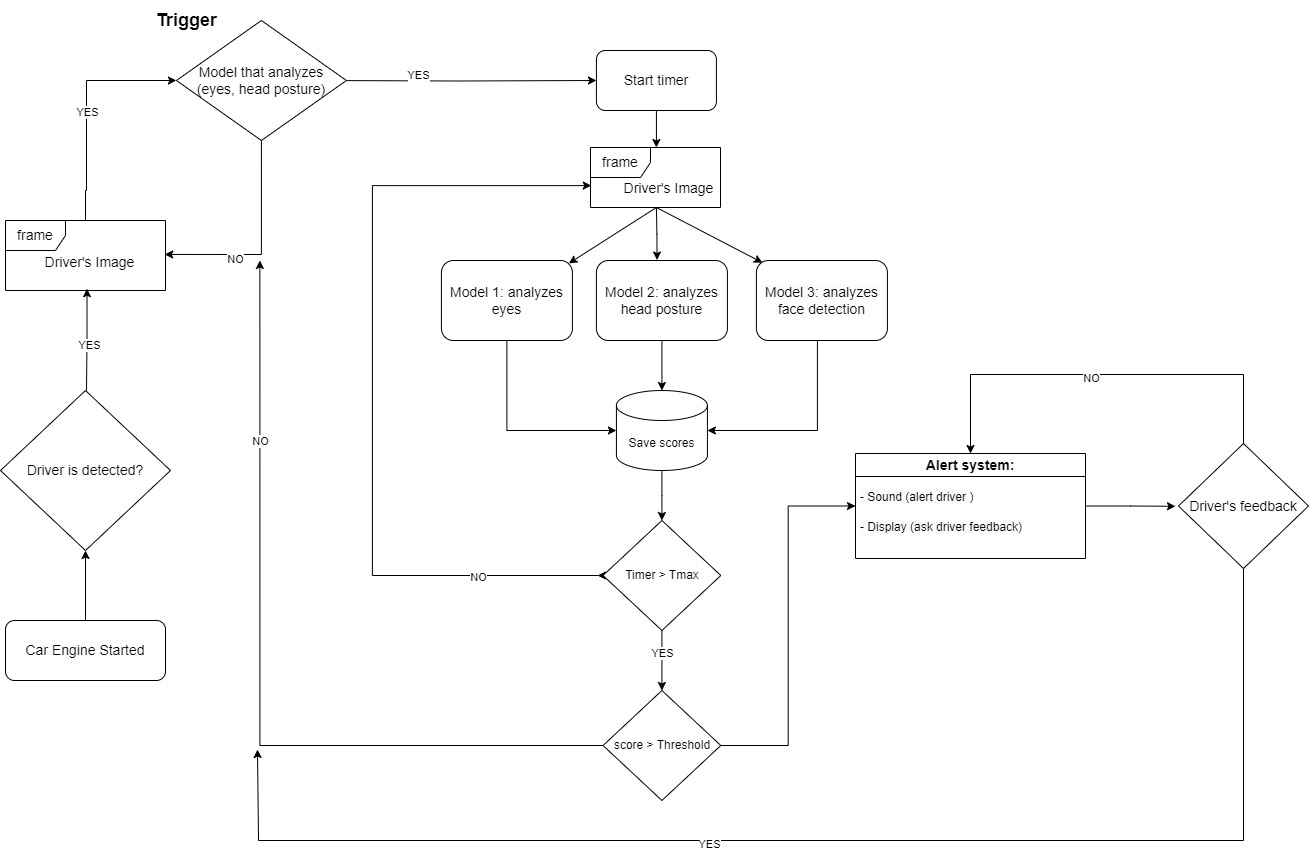 Trigger
Model that analyzes
(eyes, head posture)
YES
Start timer
YES
frame
Driver's Image
frame
Driver's Image
NO
Model 1: analyzes
eyes
Model 2: analyzes
head posture
Model 3: analyzes
face detection
YES
NO
NO
Save scores
Driver is detected?
Alert system:
- Sound (alert driver )
- Display (ask driver feedback)
Driver's feedback
Timer > Tmax
NO
YES
Car Engine Started
score > Threshold
YES